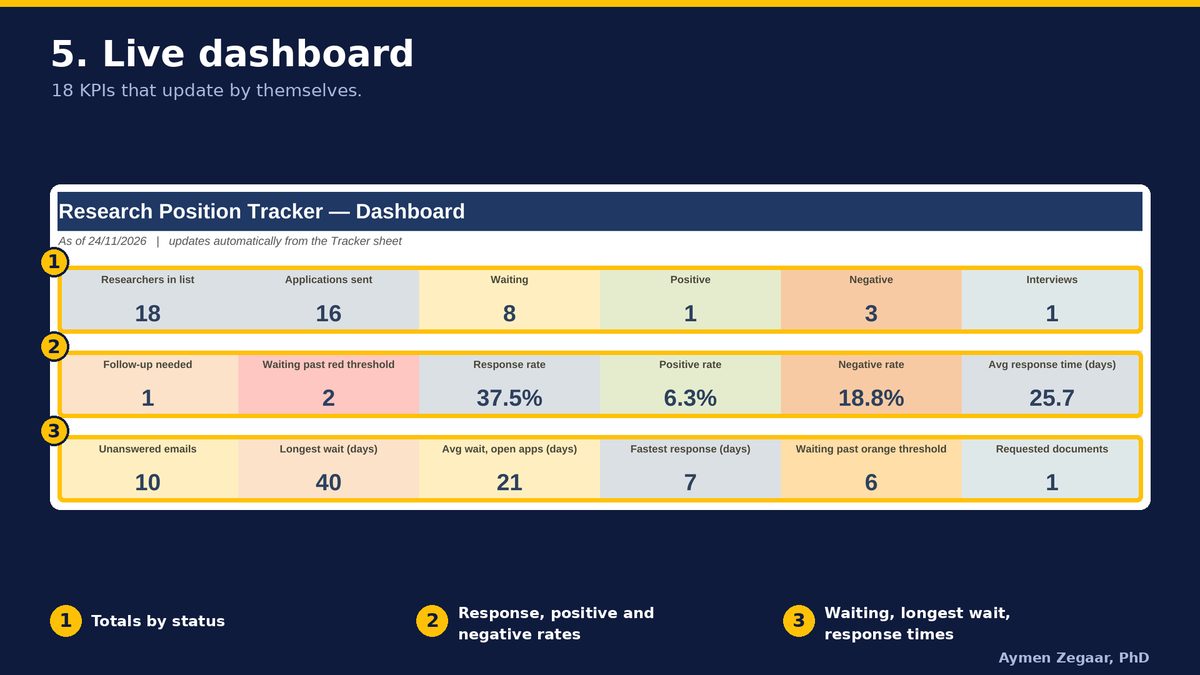 5. Live dashboard
18 KPIs that update by themselves.
Research Position Tracker — Dashboard
As of 24/11/2026 | updates automatically from the Tracker sheet
1
Researchers in list Applications sent Waiting Positive Negative Interviews
18 16 8 1 3 1
2
Follow-up needed Waiting past red threshold Response rate Positive rate Negative rate Avg response time (days)
1 2 37.5% 6.3% 18.8% 25.7
3
Unanswered emails Longest wait (days) Avg wait, open apps (days) Fastest response (days) Waiting past orange threshold Requested documents
10 40 21 7 6 1
1 Totals by status
2 Response, positive and
negative rates
3 Waiting, longest wait,
response times
Aymen Zegaar, PhD